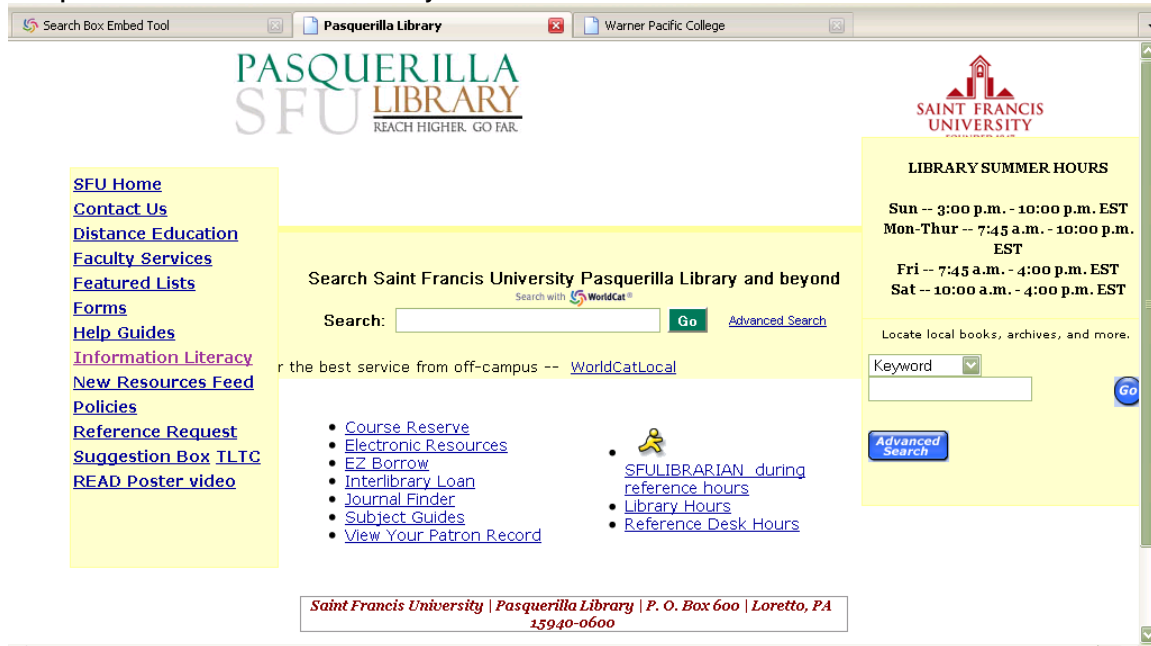 Search Box Embed Tool
Pasquerilla Library
Warner Pacific College
PASQUERILLA
SFU LIBRARY
REACH HIGHER GO FAR
SAINT FRANCIS
UNIVERSITY
SFU Home
Contact Us
Distance Education
Faculty Services
Featured Lists
Forms
Help Guides
Information Literacy
New Resources Feed
Policies
Reference Request
Suggestion Box TLTC
READ Poster video
Search Saint Francis University Pasquerilla Library and beyond
Search with WorldCat®
Search: Go Advanced Search
r the best service from off-campus -- WorldCatLocal
Course Reserve
Electronic Resources
EZ Borrow
Interlibrary Loan
Journal Finder
Subject Guides
View Your Patron Record
SFULIBRARIAN during
reference hours
Library Hours
Reference Desk Hours
LIBRARY SUMMER HOURS
Sun -- 3:00 p.m. - 10:00 p.m. EST
Mon-Thur -- 7:45 a.m. - 10:00 p.m.
EST
Fri -- 7:45 a.m. - 4:00 p.m. EST
Sat -- 10:00 a.m. - 4:00 p.m. EST
Locate local books, archives, and more.
Keyword
Go
Advanced
Search
Saint Francis University | Pasquerilla Library | P. O. Box 600 | Loretto, PA
15940-0600